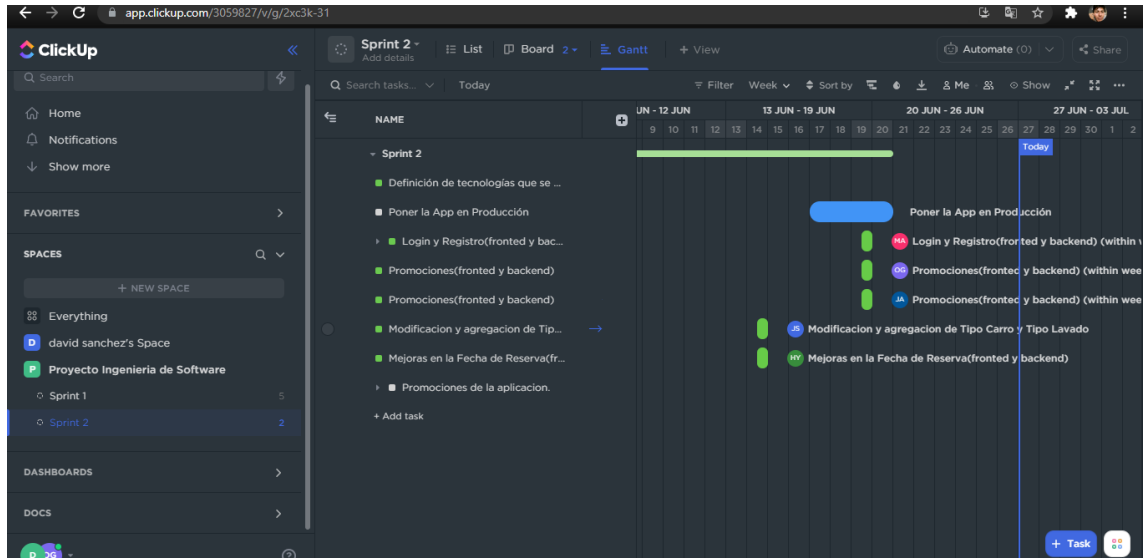 app.clickup.com/3059827/v/g/2xc3k-31
ClickUp
Search
Home
Notifications
Show more
FAVORITES
SPACES
+ NEW SPACE
Everything
D david sanchez's Space
P Proyecto Ingenieria de Software
Sprint 1 5
Sprint 2 2
DASHBOARDS
DOCS
D OG
Sprint 2
Add details
List Board 2 Gantt + View
Automate (0) Share
Search tasks... Today
Filter Week Sort by Me Show
NAME
UN - 12 JUN 13 JUN - 19 JUN 20 JUN - 26 JUN 27 JUN - 03 JUL
9 10 11 12 13 14 15 16 17 18 19 20 21 22 23 24 25 26 27 28 29 30 1 2
Today
Sprint 2
Definición de tecnologías que se ...
Poner la App en Producción Poner la App en Producción
Login y Registro(fronted y bac... MA Login y Registro(fronted y backend) (within
Promociones(fronted y backend) OG Promociones(fronted y backend) (within wee
Promociones(fronted y backend) JA Promociones(fronted y backend) (within wee
Modificacion y agregacion de Tip... JS Modificacion y agregacion de Tipo Carro y Tipo Lavado
Mejoras en la Fecha de Reserva(fr... HY Mejoras en la Fecha de Reserva(fronted y backend)
Promociones de la aplicacion.
+ Add task
+ Task